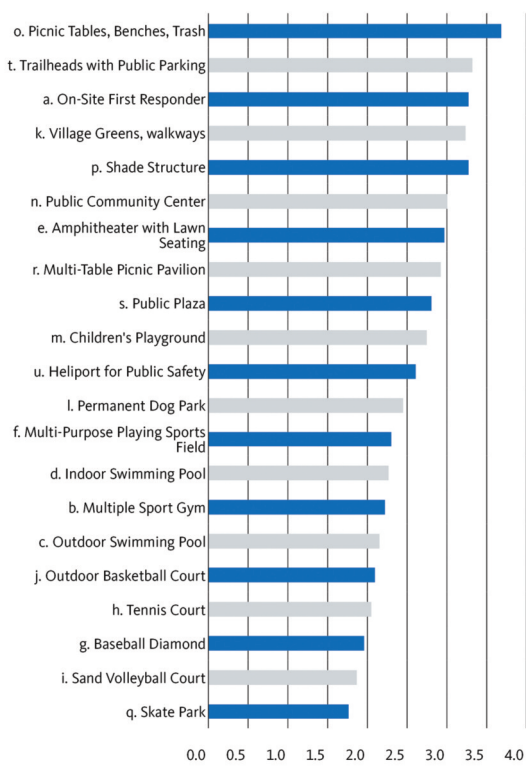 o. Picnic Tables, Benches, Trash
t. Trailheads with Public Parking
a. On-Site First Responder
k. Village Greens, walkways
p. Shade Structure
n. Public Community Center
e. Amphitheater with Lawn
Seating
r. Multi-Table Picnic Pavilion
s. Public Plaza
m. Children's Playground
u. Heliport for Public Safety
l. Permanent Dog Park
f. Multi-Purpose Playing Sports
Field
d. Indoor Swimming Pool
b. Multiple Sport Gym
c. Outdoor Swimming Pool
j. Outdoor Basketball Court
h. Tennis Court
g. Baseball Diamond
i. Sand Volleyball Court
q. Skate Park
0.0 0.5 1.0 1.5 2.0 2.5 3.0 3.5 4.0